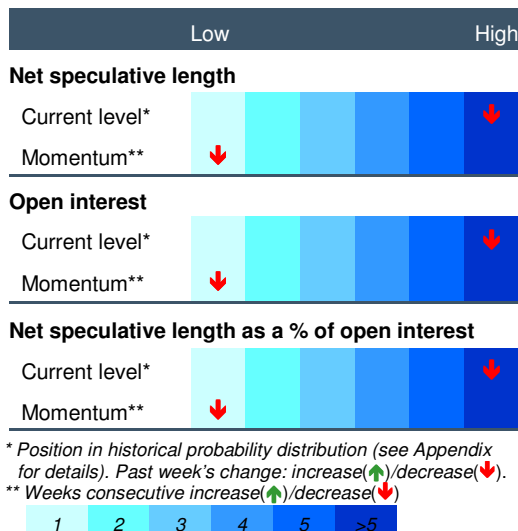 Low High
Net speculative length
Current level*
Momentum**
Open interest
Current level*
Momentum**
Net speculative length as a % of open interest
Current level*
Momentum**
* Position in historical probability distribution (see Appendix
for details). Past week's change: increase(↑)/decrease(↓).
** Weeks consecutive increase(↑)/decrease(↓)
1 2 3 4 5 >5